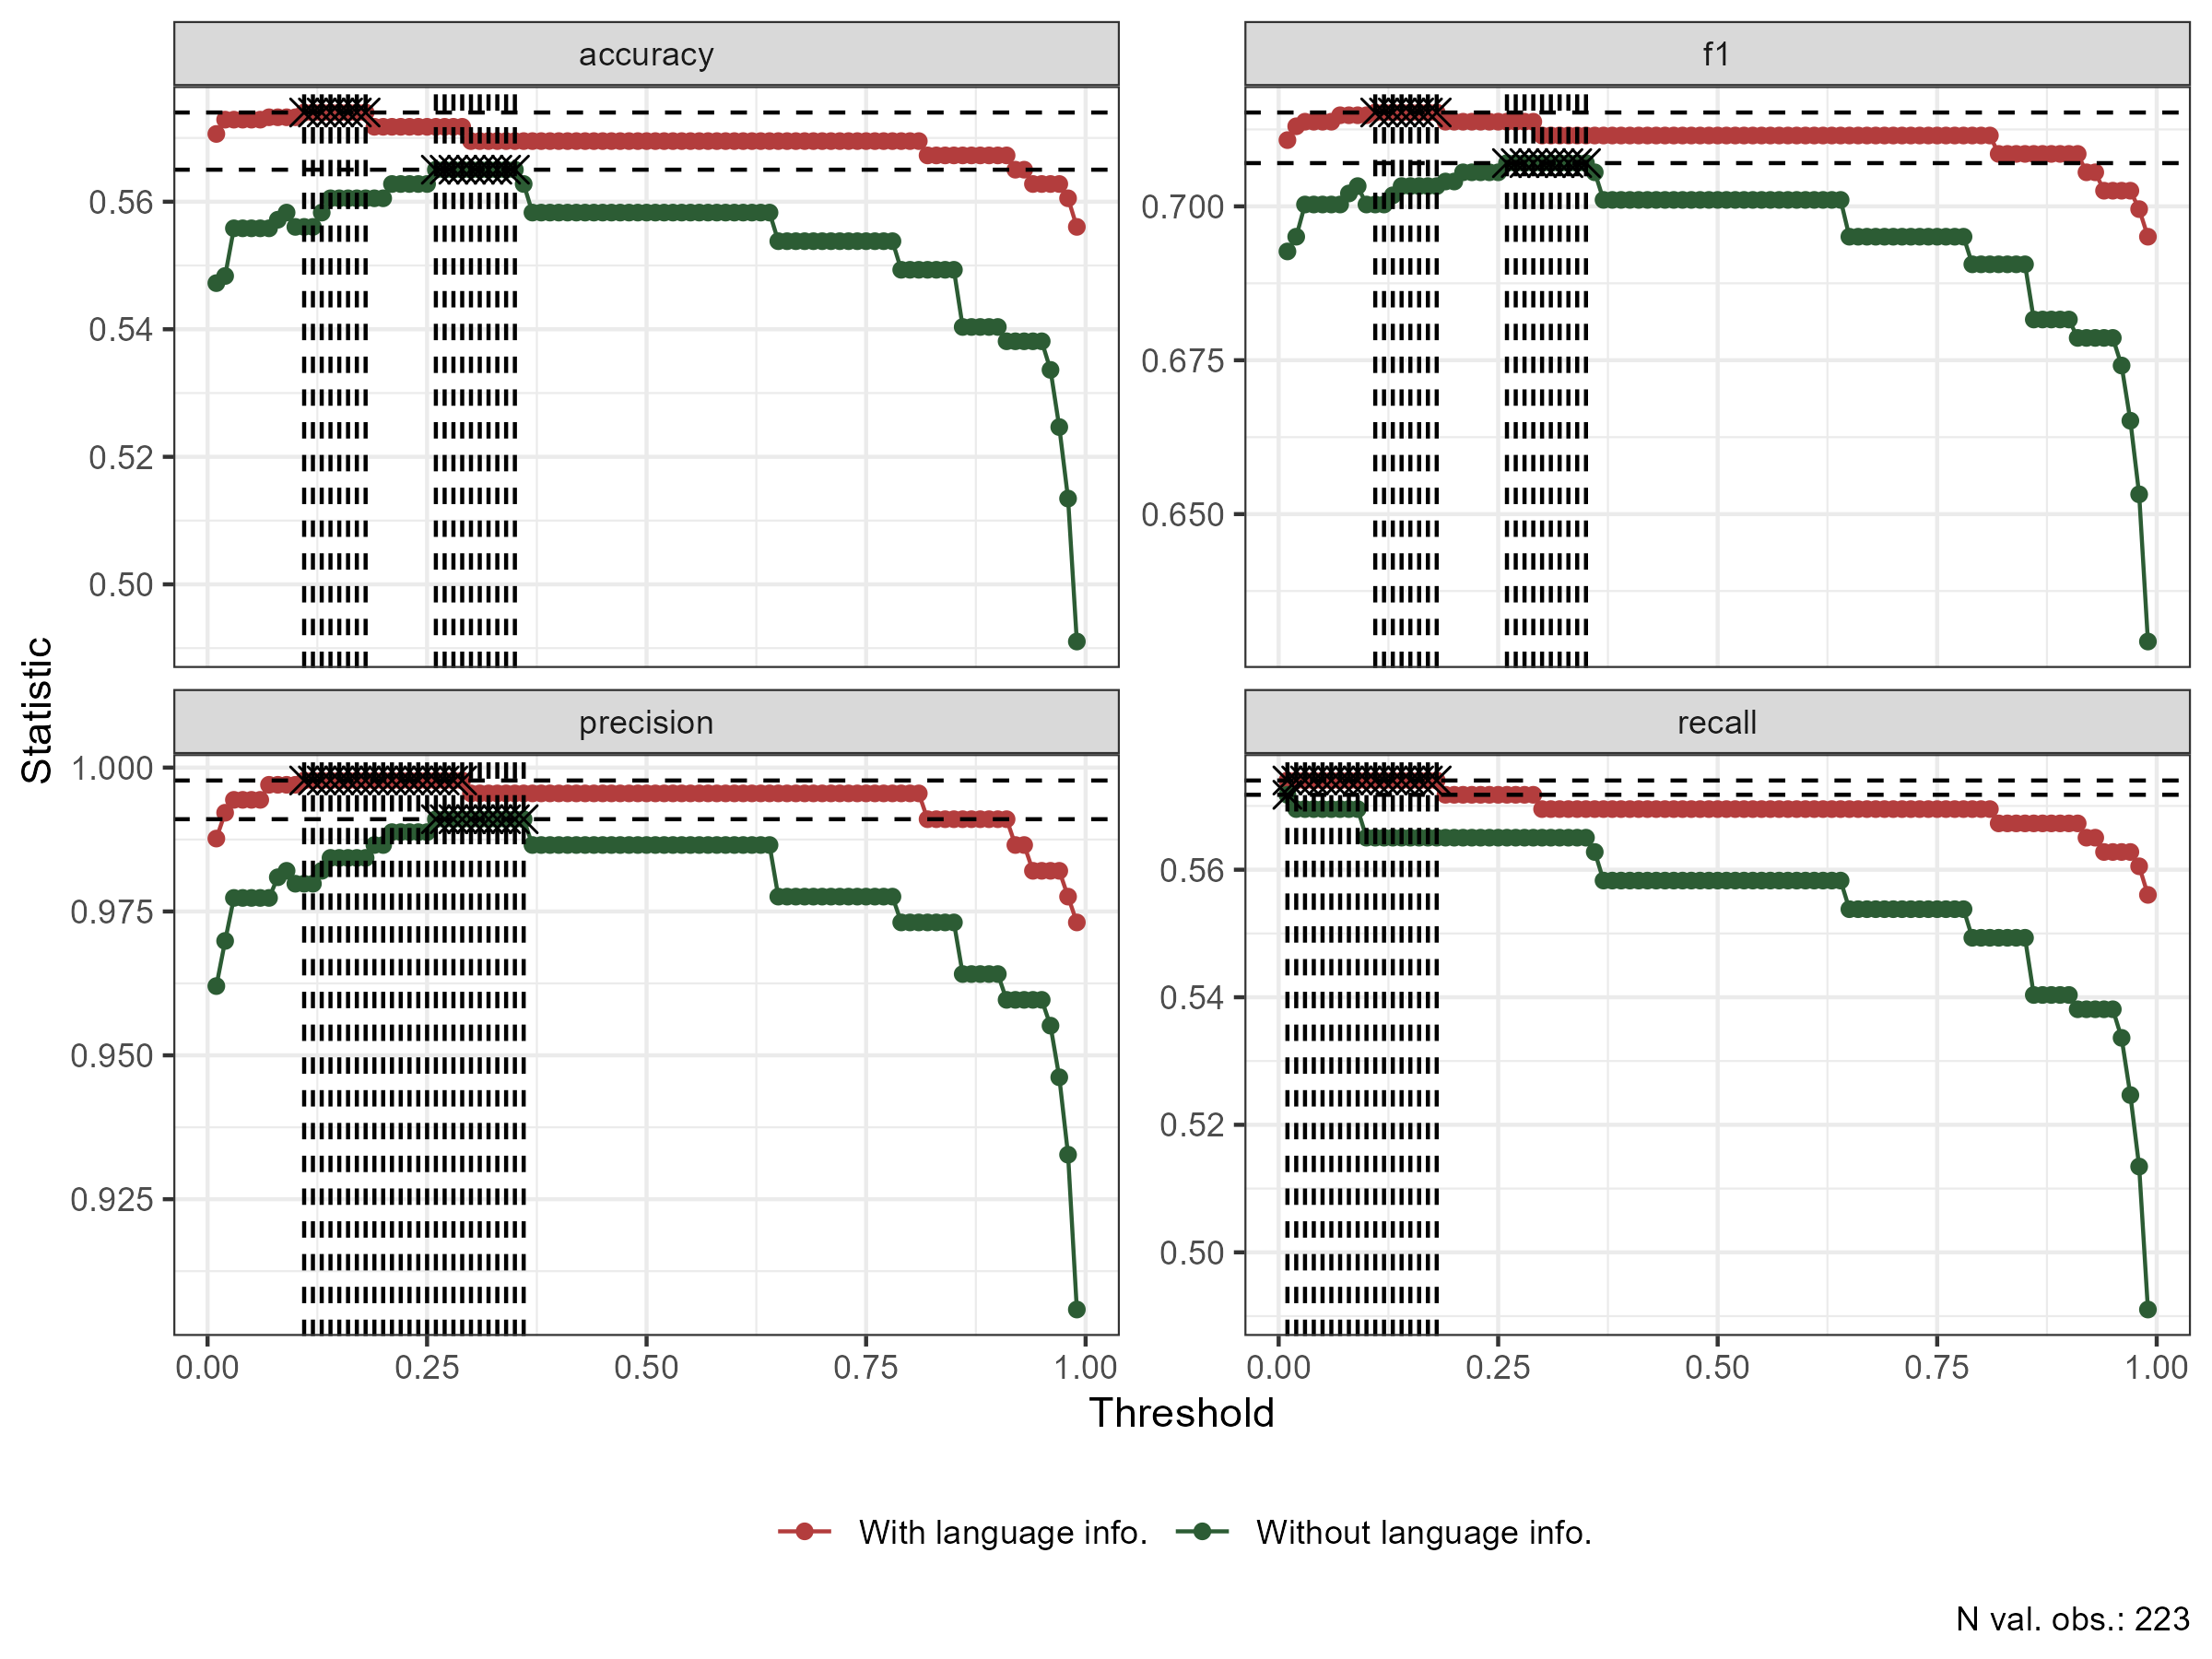 accuracy
f1
0.56
0.54
0.52
0.50
0.700
0.675
0.650
Statistic
precision
recall
1.000
0.975
0.950
0.925
0.56
0.54
0.52
0.50
0.00 0.25 0.50 0.75 1.00
0.00 0.25 0.50 0.75 1.00
Threshold
With language info. Without language info.
N val. obs.: 223